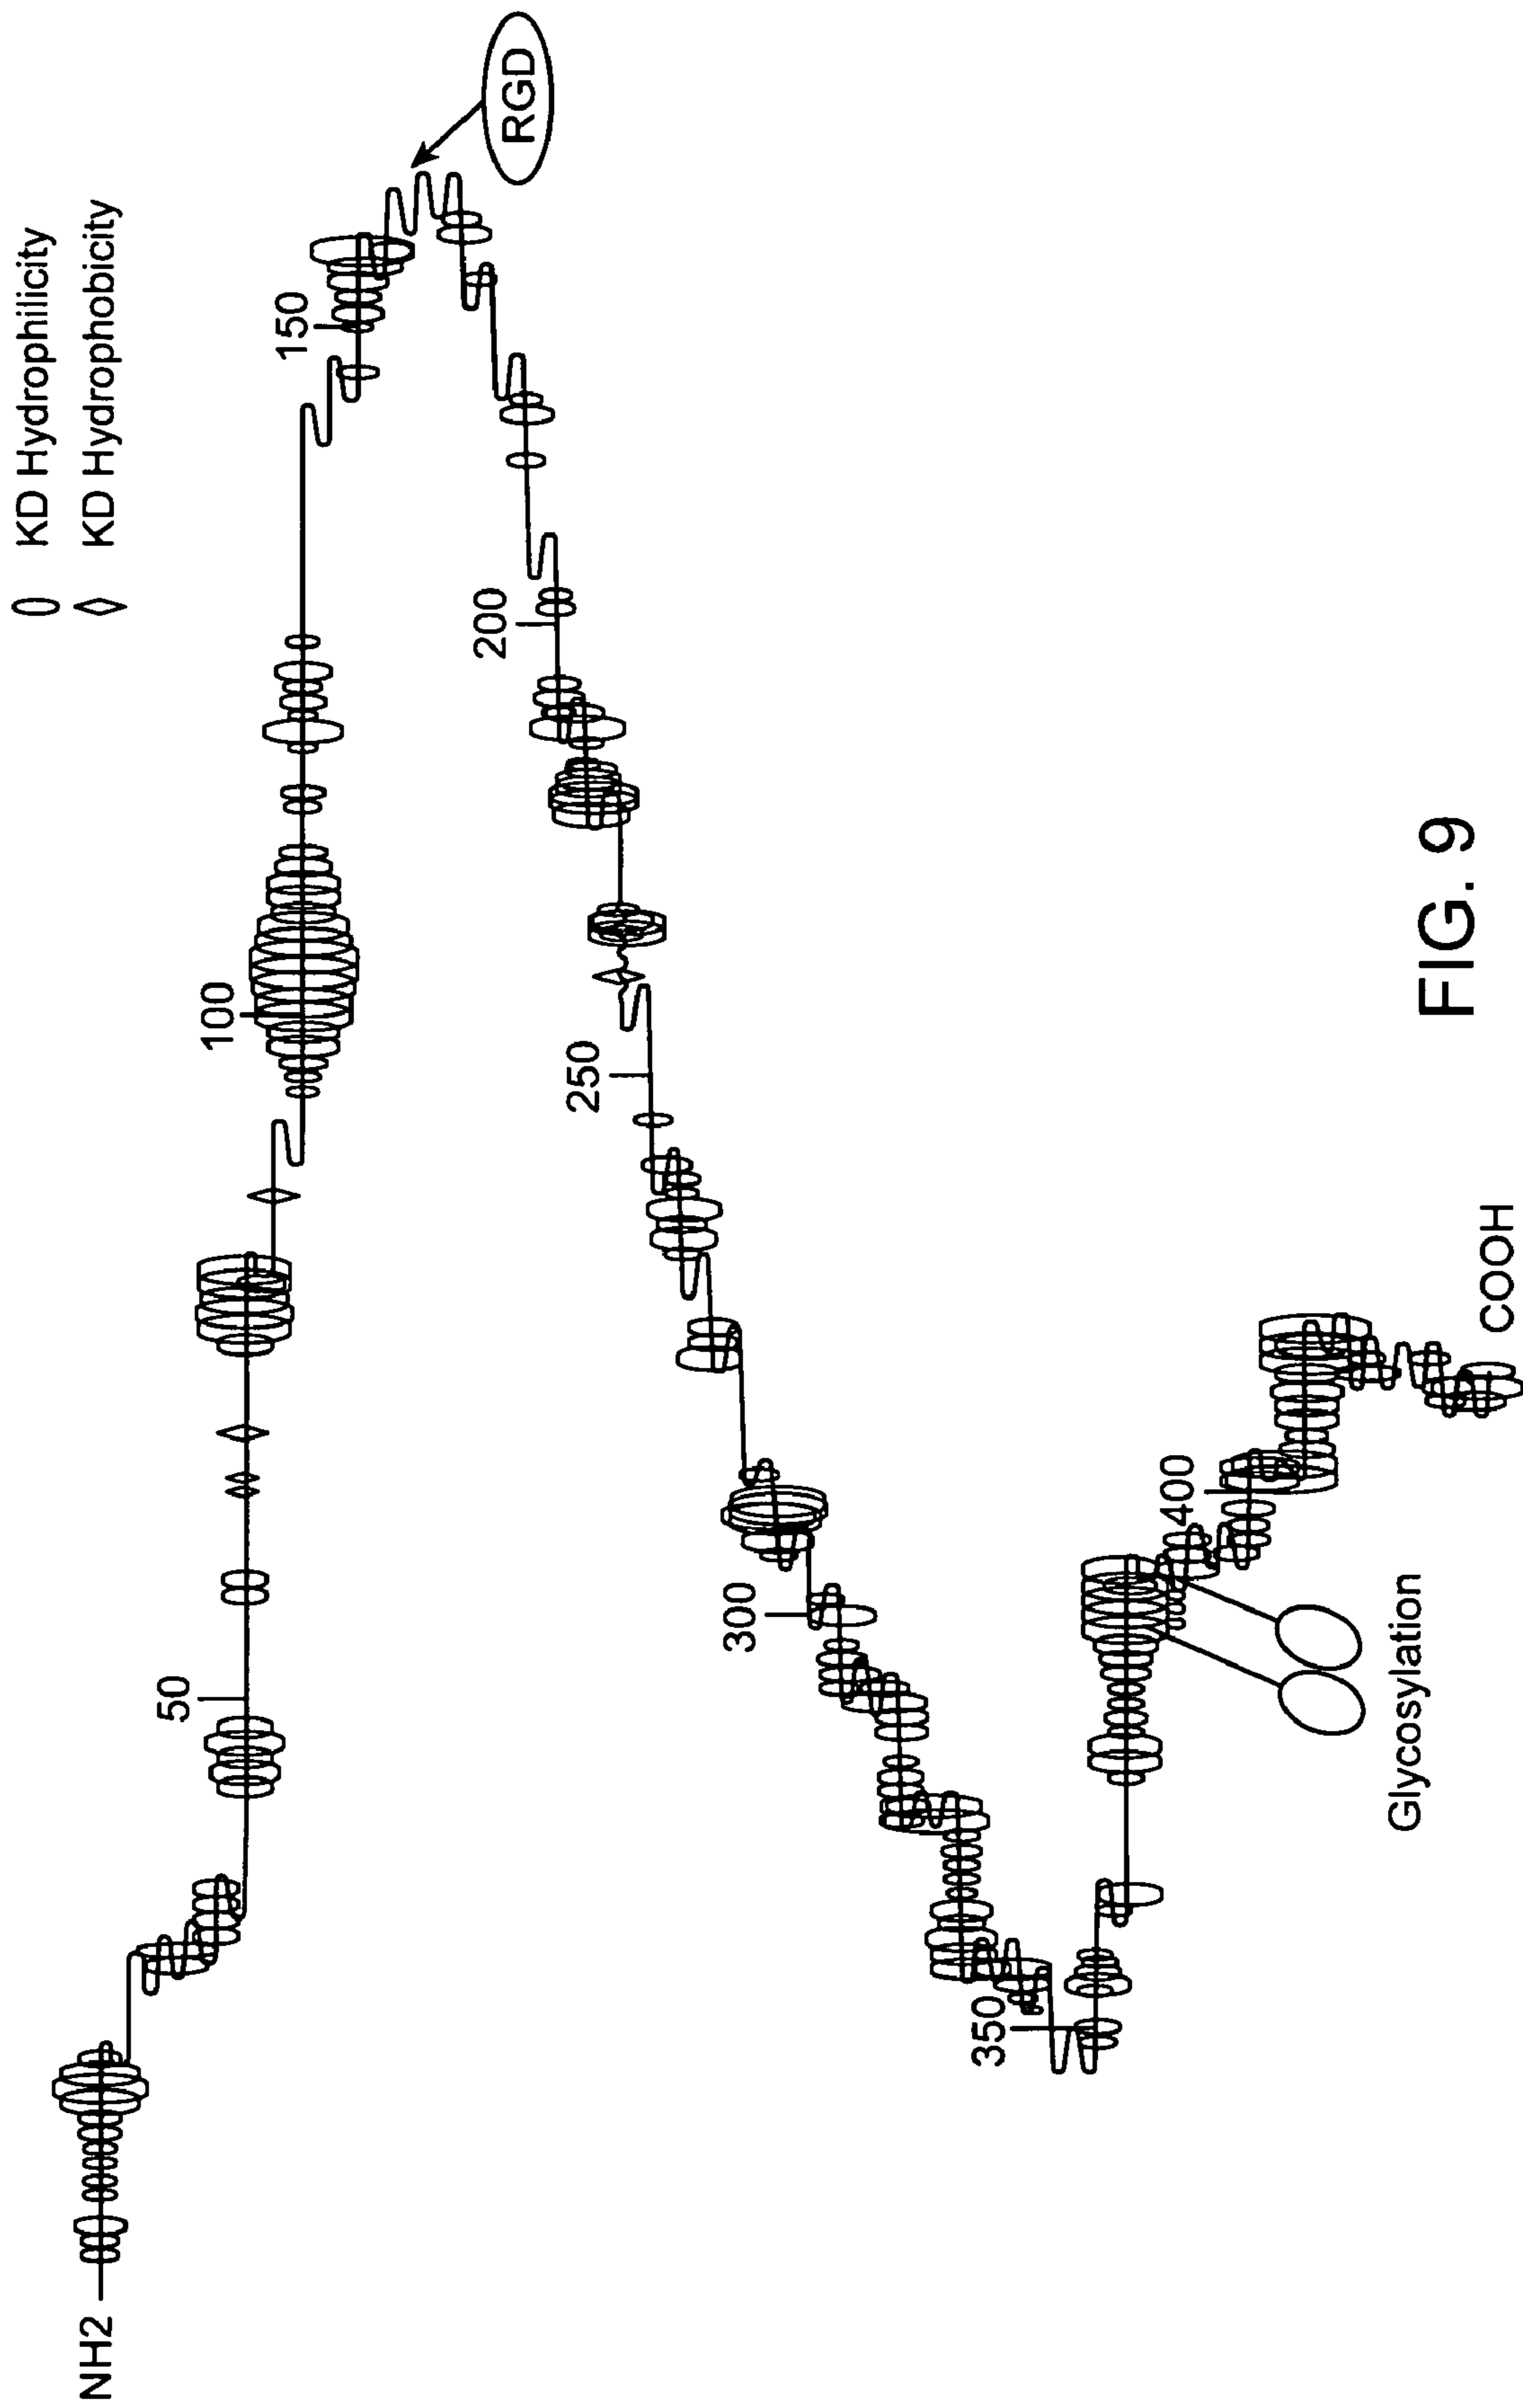 KD Hydrophilicity
KD Hydrophobicity
NH2
50
100
150
RGD
200
250
300
350
400
Glycosylation
COOH
FIG. 9